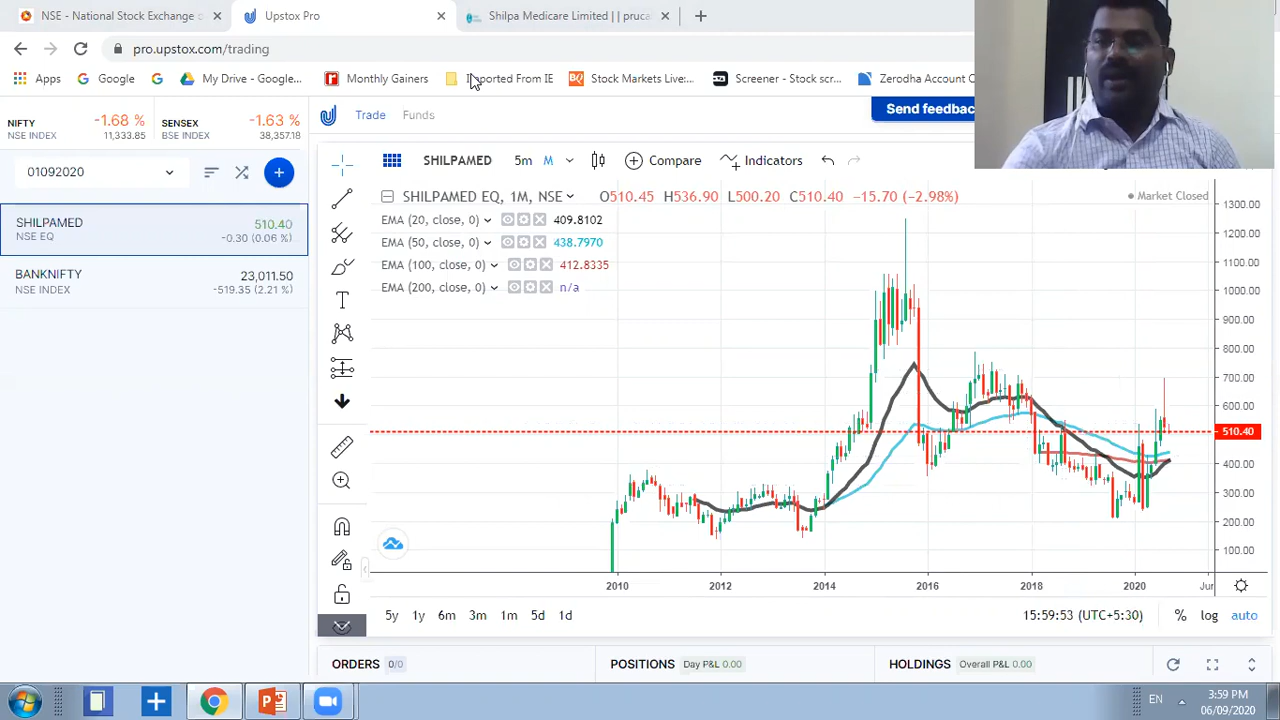 NSE - National Stock Exchange o
Upstox Pro
Shilpa Medicare Limited | | pruca
pro.upstox.com/trading
Apps
Google
My Drive - Google...
Monthly Gainers
Imported From IE
Stock Markets Live:...
Screener - Stock scr...
Zerodha Account O
NIFTY -1.68 %
NSE INDEX 11,333.85
SENSEX -1.63 %
BSE INDEX 38,357.18
Trade
Funds
Send feedbac
01092020
SHILPAMED
5m M
Compare
Indicators
SHILPAMED 510.40
NSE EQ -0.30 (0.06 %)
BANKNIFTY 23,011.50
NSE INDEX -519.35 (2.21 %)
SHILPAMED EQ, 1M, NSE O510.45 H536.90 L500.20 C510.40 −15.70 (−2.98%)
Market Closed
EMA (20, close, 0) 409.8102
EMA (50, close, 0) 438.7970
EMA (100, close, 0) 412.8335
EMA (200, close, 0) n/a
1300.00
1200.00
1100.00
1000.00
900.00
800.00
700.00
600.00
510.40
400.00
300.00
200.00
100.00
2010 2012 2014 2016 2018 2020 Jur
5y 1y 6m 3m 1m 5d 1d
15:59:53 (UTC+5:30) % log auto
ORDERS 0/0
POSITIONS Day P&L 0.00
HOLDINGS Overall P&L 0.00
EN
3:59 PM
06/09/2020